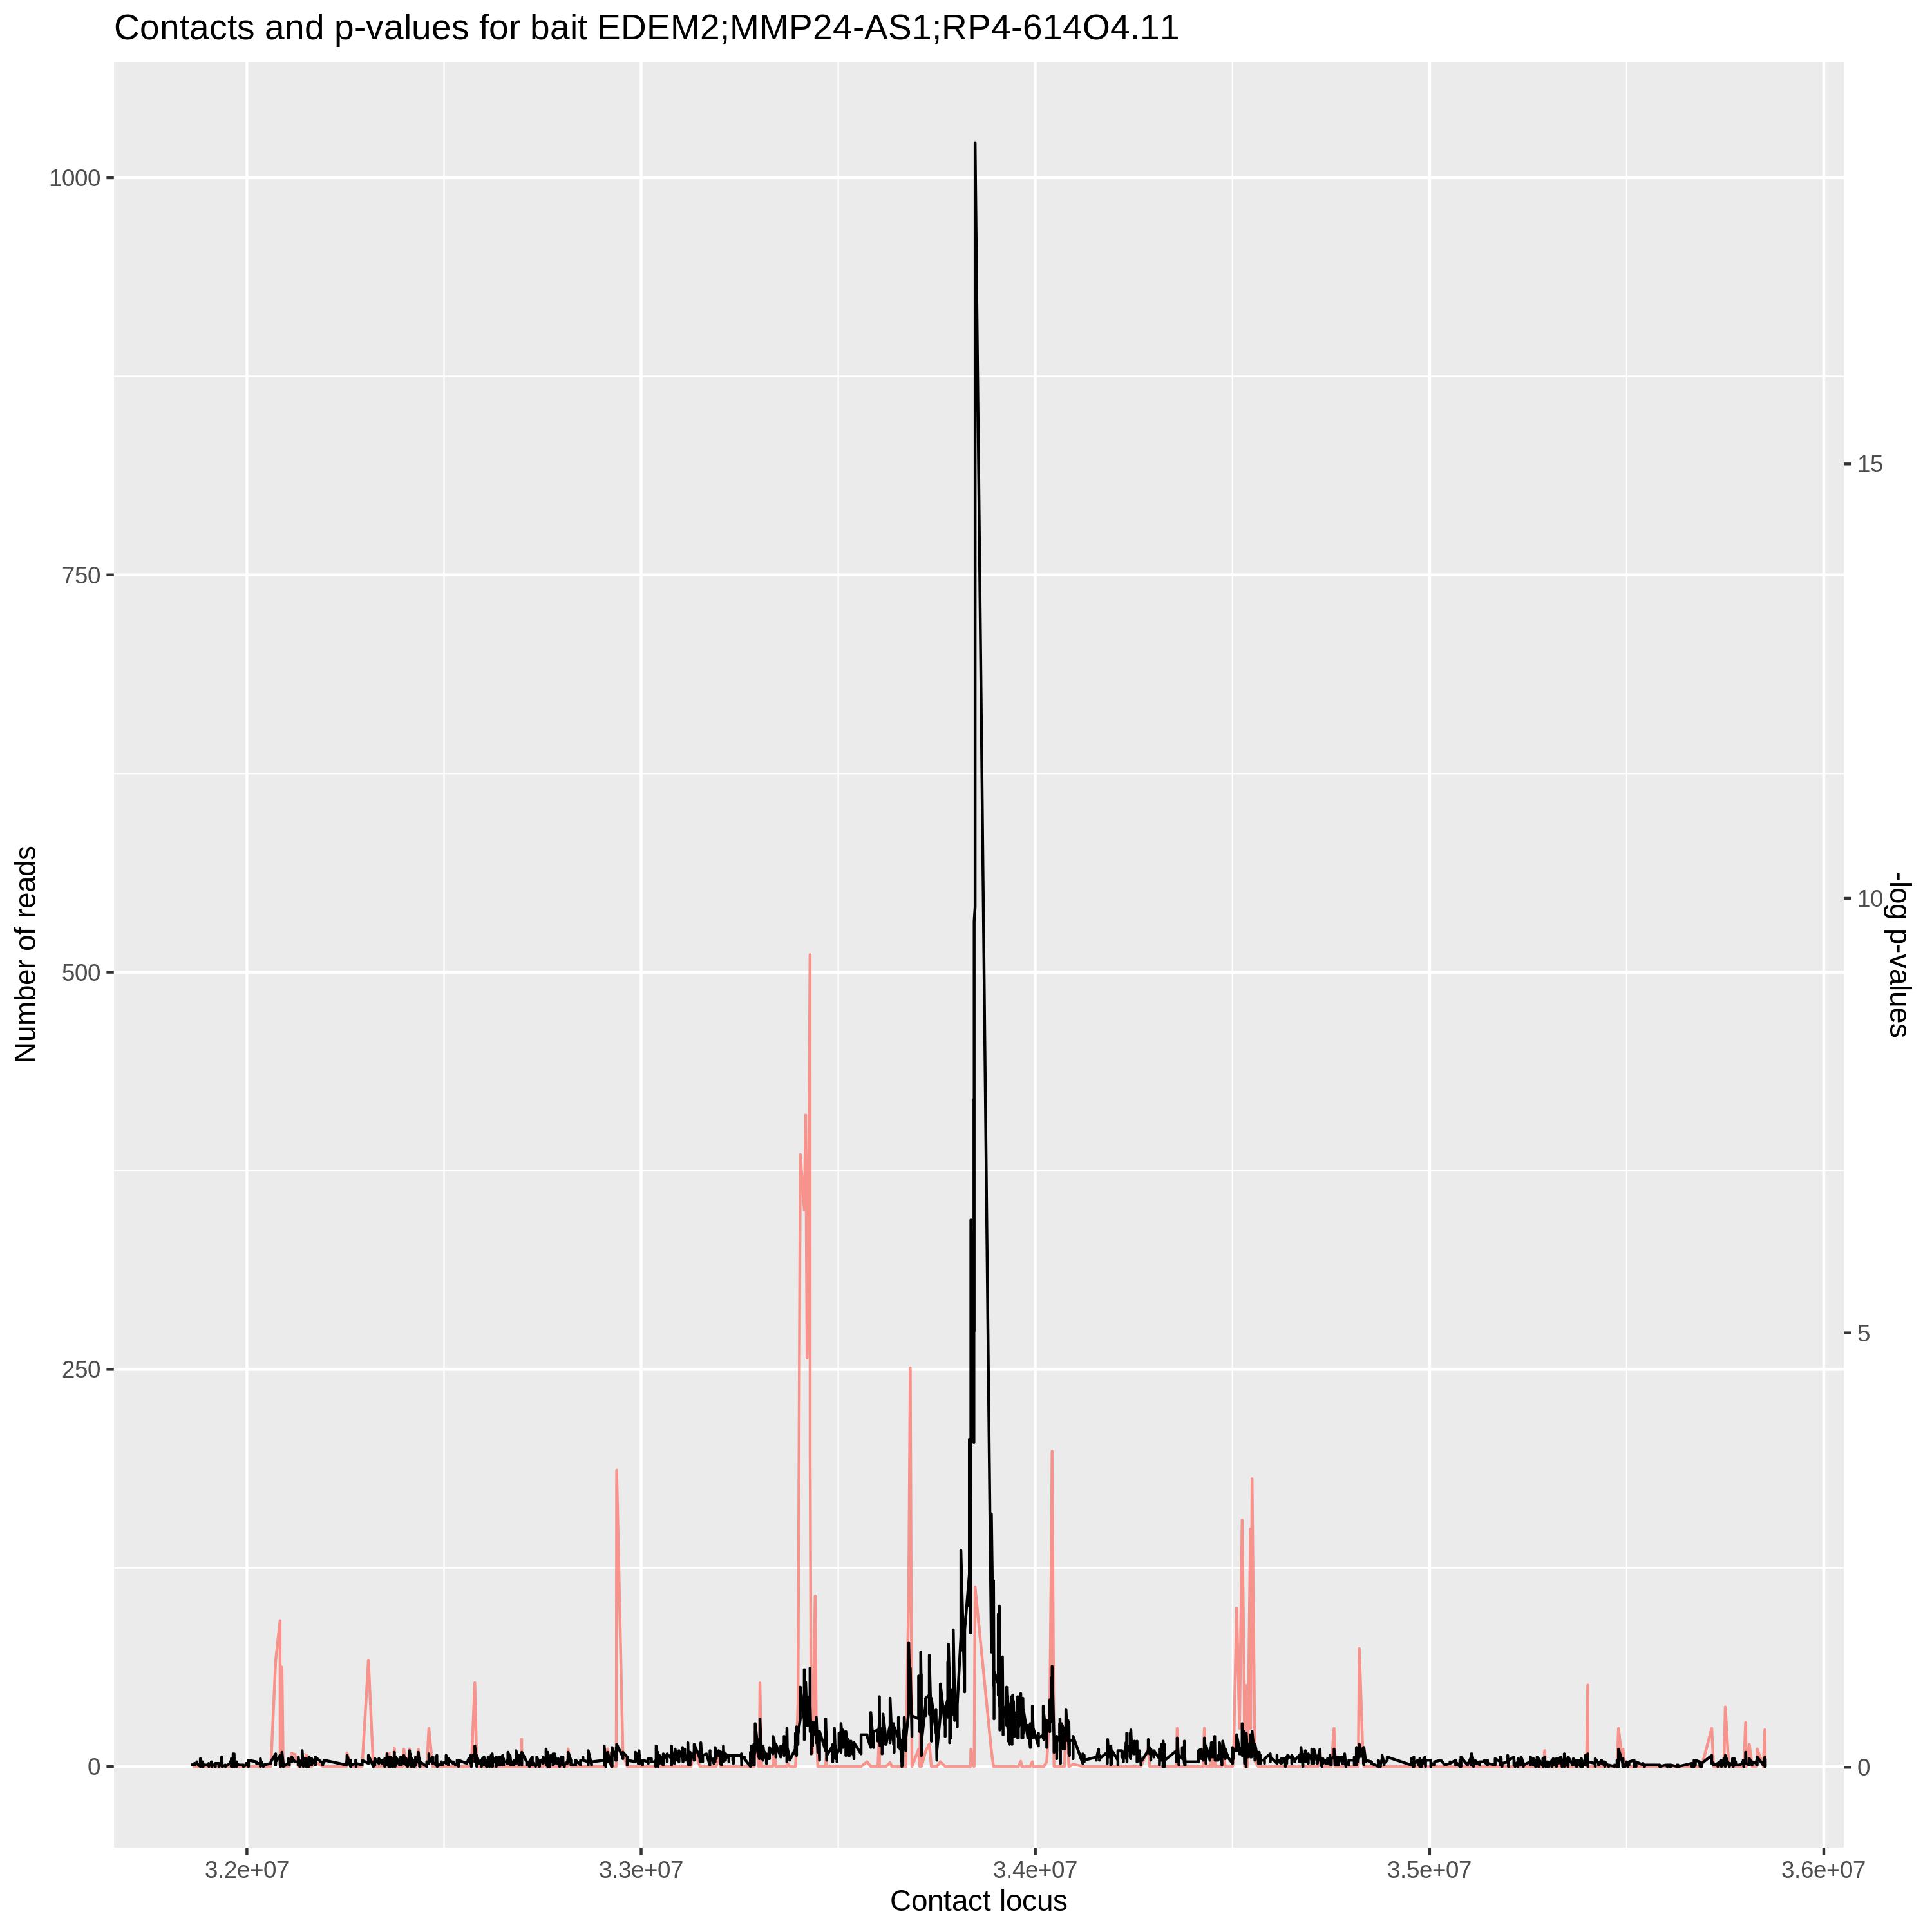 Contacts and p-values for bait EDEM2;MMP24-AS1;RP4-614O4.11
1000
750
500
250
0
Number of reads
15
10
5
0
-log p-values
3.2e+07
3.3e+07
3.4e+07
3.5e+07
3.6e+07
Contact locus